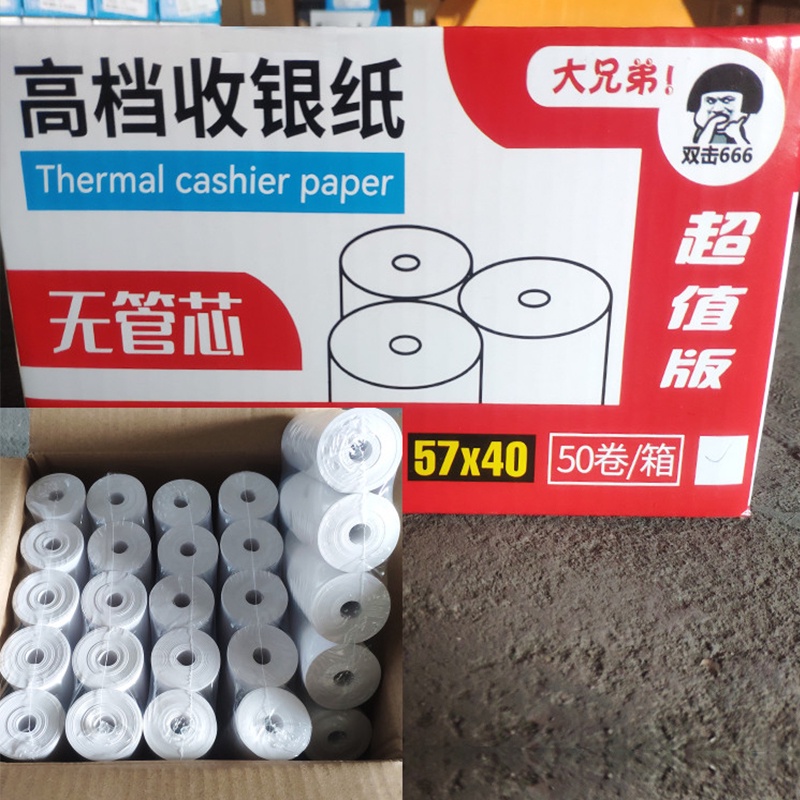 高档收银纸
Thermal cashier paper
大兄弟!
双击666
无管芯
超值版
57x40
50卷/箱